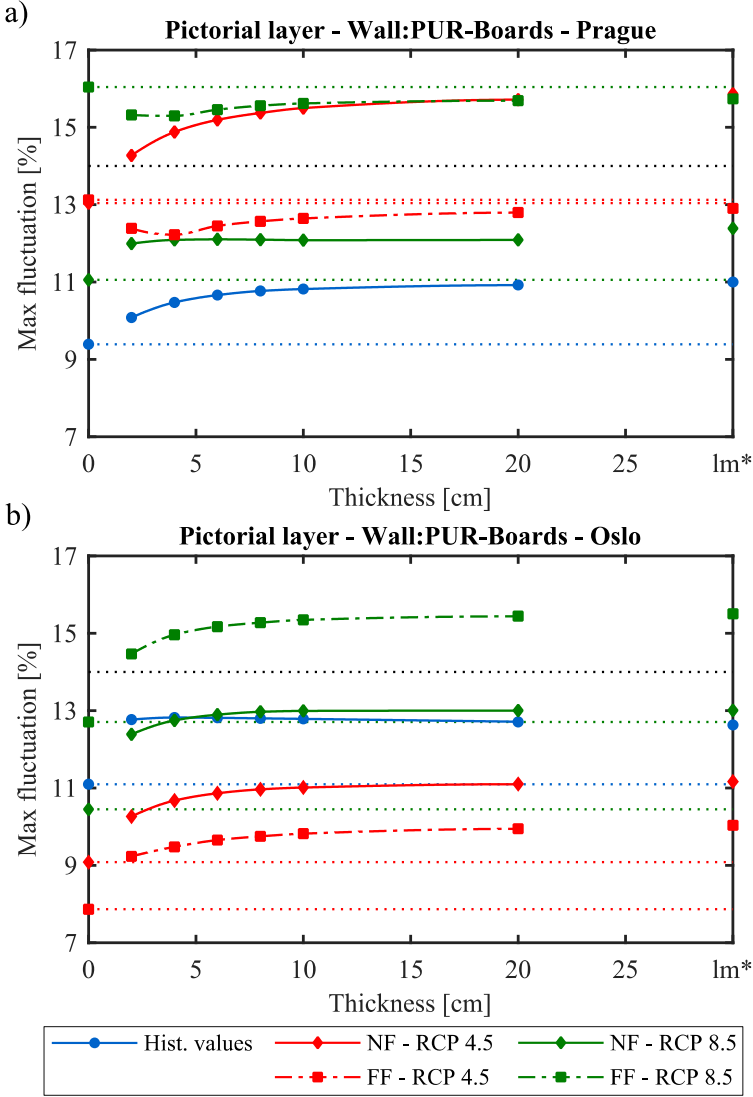 a)
Pictorial layer - Wall:PUR-Boards - Prague
17
15
13
11
9
7
Max fluctuation [%]
0 5 10 15 20 25 lm*
Thickness [cm]
b)
Pictorial layer - Wall:PUR-Boards - Oslo
17
15
13
11
9
7
Max fluctuation [%]
0 5 10 15 20 25 lm*
Thickness [cm]
Hist. values NF - RCP 4.5 NF - RCP 8.5
FF - RCP 4.5 FF - RCP 8.5